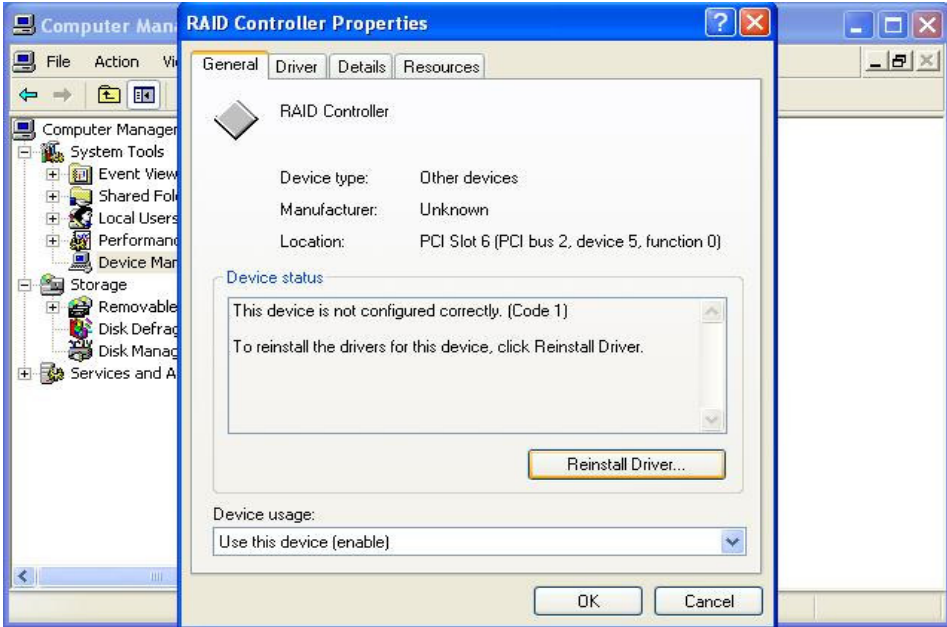 Computer Man
RAID Controller Properties
File Action Vi
General Driver Details Resources
Computer Manager
System Tools
Event View
Shared Fol
Local Users
Performanc
Device Man
Storage
Removable
Disk Defrag
Disk Manag
Services and A
RAID Controller
Device type: Other devices
Manufacturer: Unknown
Location: PCI Slot 6 (PCI bus 2, device 5, function 0)
Device status
This device is not configured correctly. (Code 1)
To reinstall the drivers for this device, click Reinstall Driver.
Reinstall Driver...
Device usage:
Use this device (enable)
OK Cancel